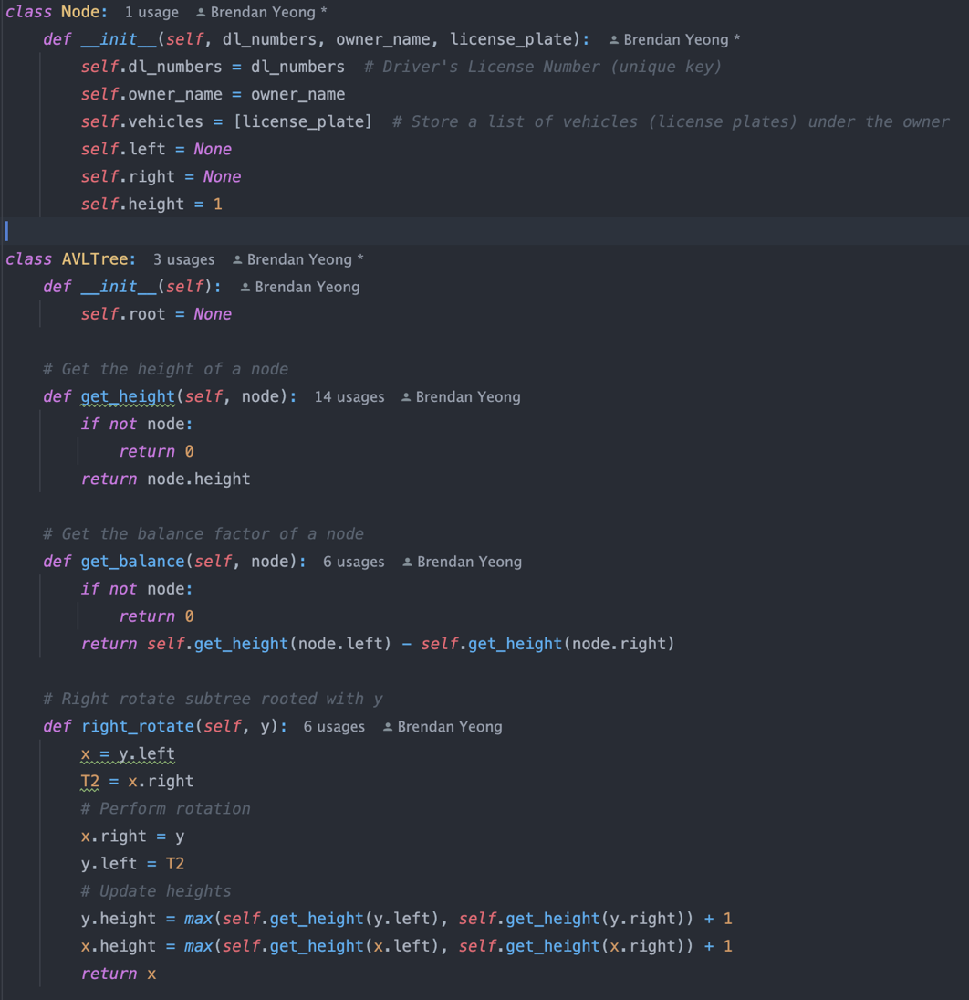 class Node: 1 usage Brendan Yeong *
def __init__(self, dl_numbers, owner_name, license_plate): Brendan Yeong *
self.dl_numbers = dl_numbers # Driver's License Number (unique key)
self.owner_name = owner_name
self.vehicles = [license_plate] # Store a list of vehicles (license plates) under the owner
self.left = None
self.right = None
self.height = 1
class AVLTree: 3 usages Brendan Yeong *
def __init__(self): Brendan Yeong
self.root = None
# Get the height of a node
def get_height(self, node): 14 usages Brendan Yeong
if not node:
return 0
return node.height
# Get the balance factor of a node
def get_balance(self, node): 6 usages Brendan Yeong
if not node:
return 0
return self.get_height(node.left) - self.get_height(node.right)
# Right rotate subtree rooted with y
def right_rotate(self, y): 6 usages Brendan Yeong
x = y.left
T2 = x.right
# Perform rotation
x.right = y
y.left = T2
# Update heights
y.height = max(self.get_height(y.left), self.get_height(y.right)) + 1
x.height = max(self.get_height(x.left), self.get_height(x.right)) + 1
return x